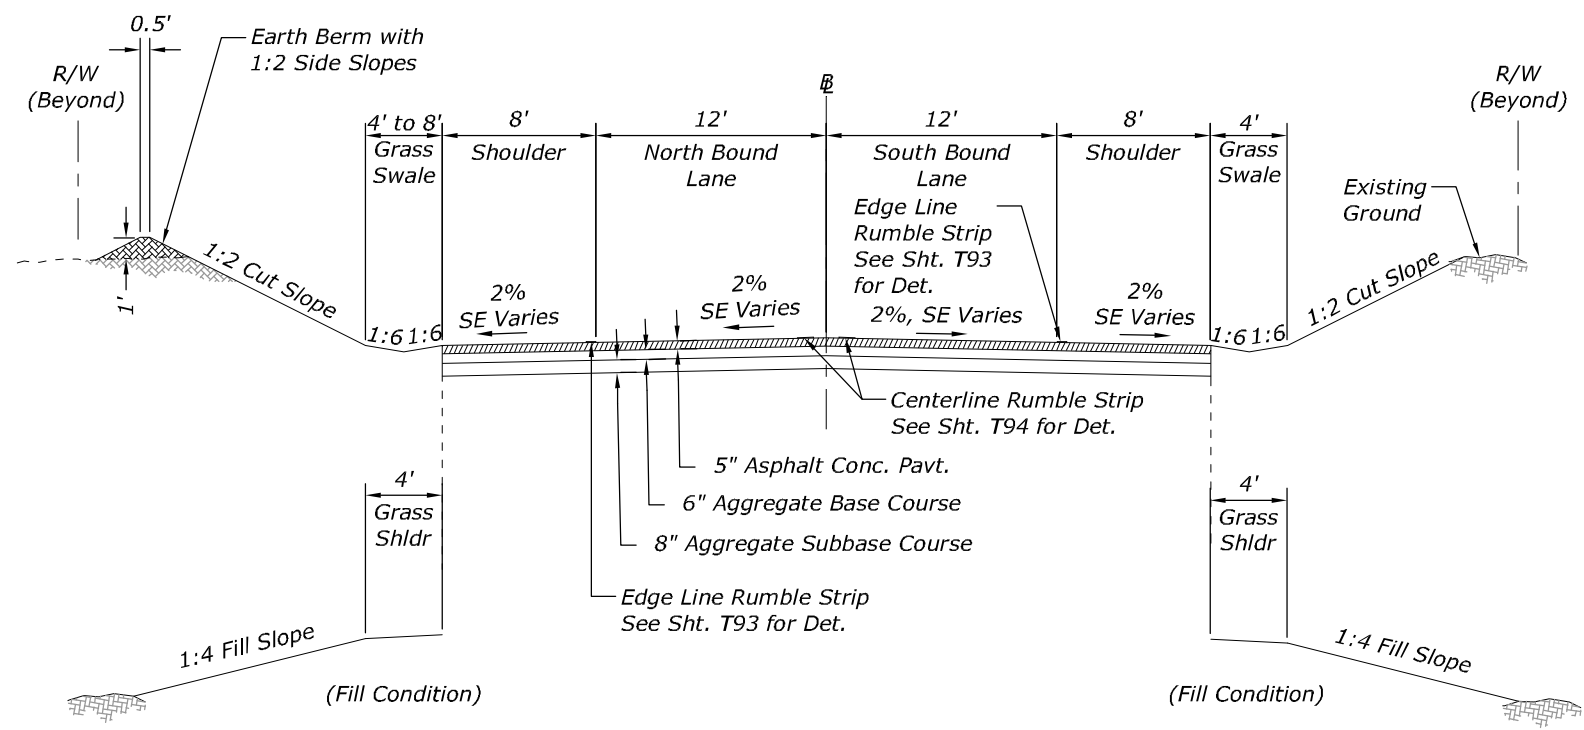 0.5'
Earth Berm with
1:2 Side Slopes
R/W
(Beyond)
BL
R/W
(Beyond)
4' to 8'
8'
12'
12'
8'
4'
Grass
Swale
Shoulder
North Bound
Lane
South Bound
Lane
Shoulder
Grass
Swale
Edge Line
Rumble Strip
See Sht. T93
for Det.
Existing
Ground
1'
1:2 Cut Slope
1:6
1:6
2%
SE Varies
2%
SE Varies
2%, SE Varies
2%
SE Varies
1:6
1:6
1:2 Cut Slope
Centerline Rumble Strip
See Sht. T94 for Det.
5" Asphalt Conc. Pavt.
6" Aggregate Base Course
8" Aggregate Subbase Course
Edge Line Rumble Strip
See Sht. T93 for Det.
4'
Grass
Shldr
4'
Grass
Shldr
1:4 Fill Slope
(Fill Condition)
1:4 Fill Slope
(Fill Condition)